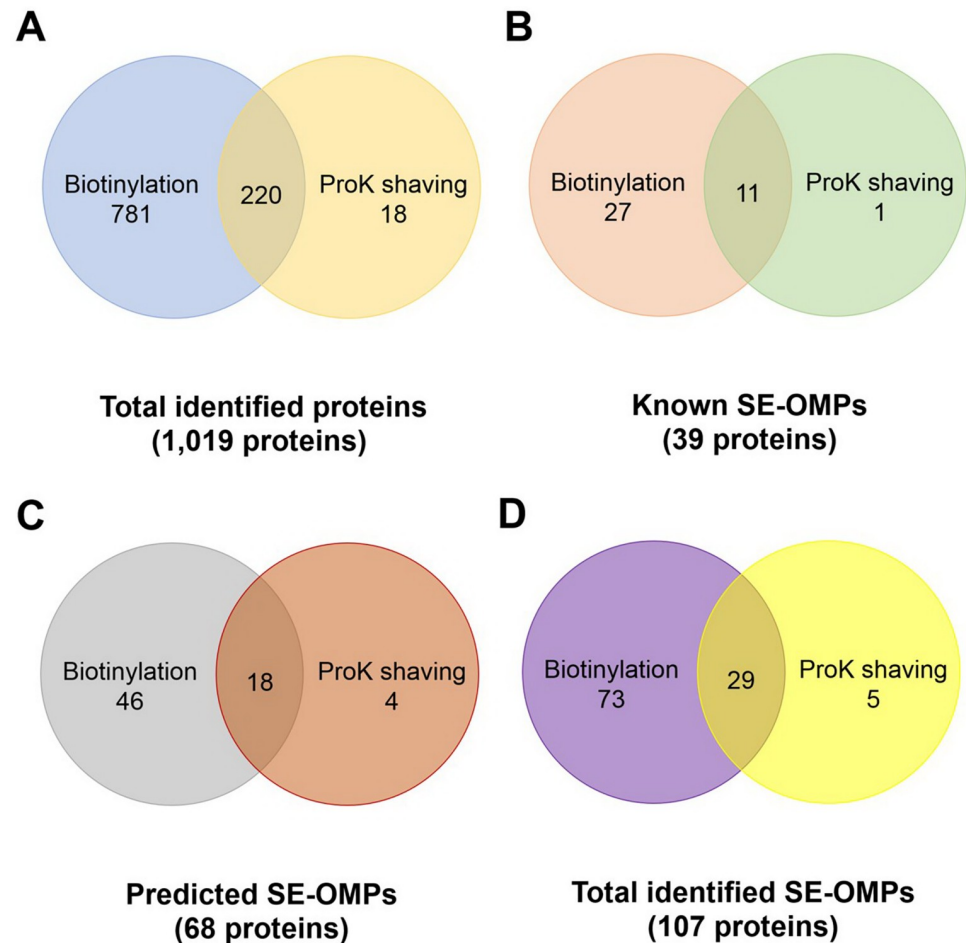 A
Biotinylation
781
220
ProK shaving
18
Total identified proteins
(1,019 proteins)
B
Biotinylation
27
11
ProK shaving
1
Known SE-OMPs
(39 proteins)
C
Biotinylation
46
18
ProK shaving
4
Predicted SE-OMPs
(68 proteins)
D
Biotinylation
73
29
ProK shaving
5
Total identified SE-OMPs
(107 proteins)